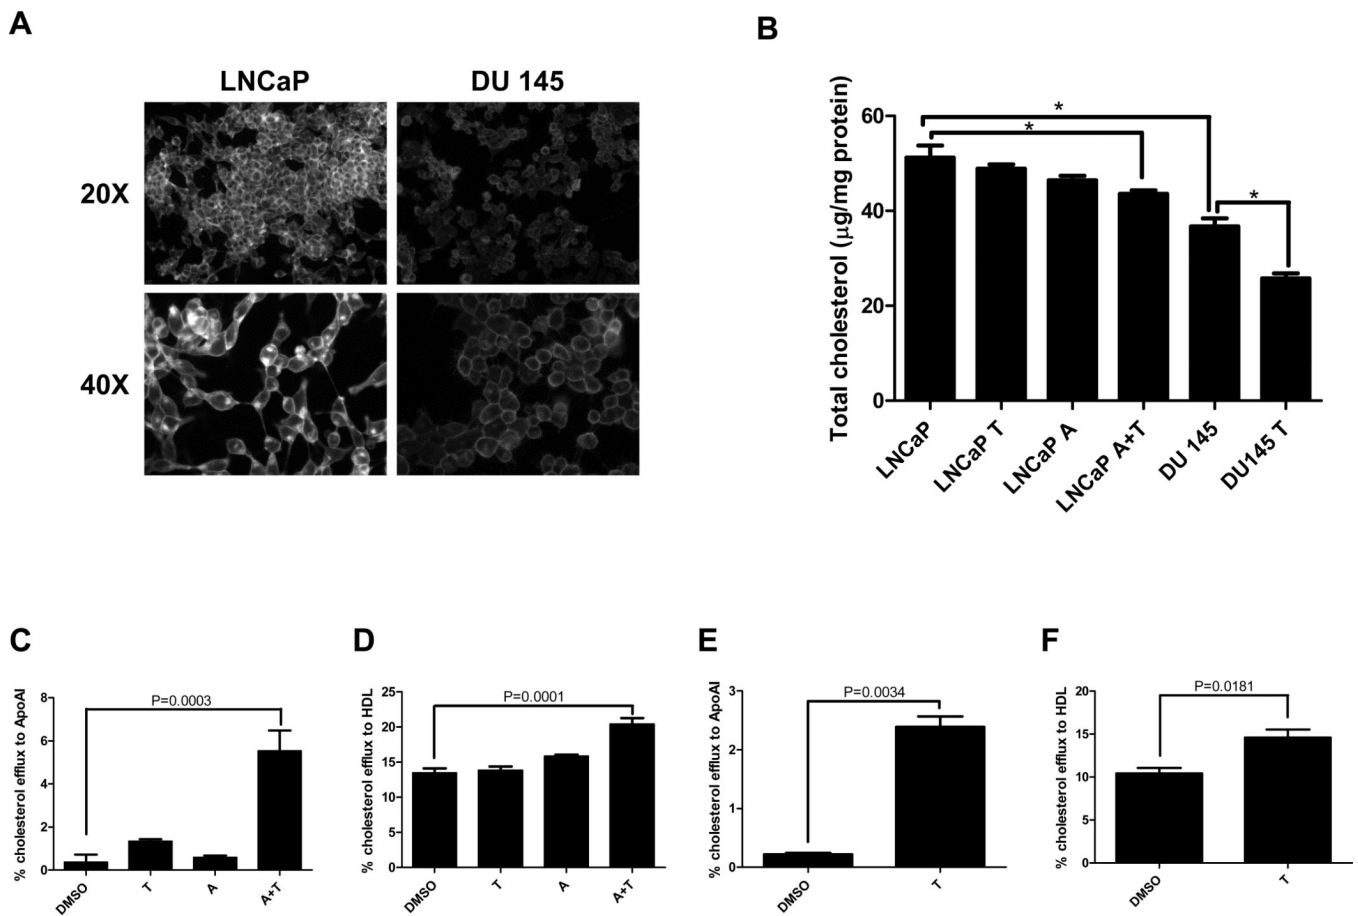 A
LNCaP
DU 145
20X
40X
B
Total cholesterol (μg/mg protein)
60
40
20
0
*
*
*
LNCaP
LNCaP T
LNCaP A
LNCaP A+T
DU 145
DU145 T
C
% cholesterol efflux to ApoAI
8
6
4
2
0
P=0.0003
DMSO
T
A
A+T
D
% cholesterol efflux to HDL
25
20
15
10
5
0
P=0.0001
DMSO
T
A
A+T
E
% cholesterol efflux to ApoAI
3
2
1
0
P=0.0034
DMSO
T
F
% cholesterol efflux to HDL
20
15
10
5
0
P=0.0181
DMSO
T